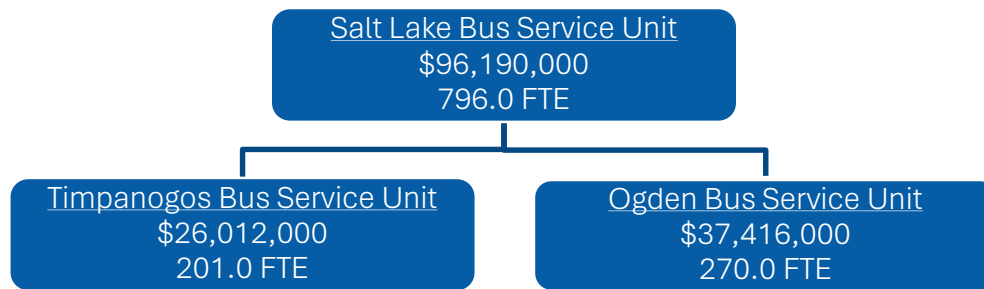 Salt Lake Bus Service Unit
$96,190,000
796.0 FTE
Timpanogos Bus Service Unit
$26,012,000
201.0 FTE
Ogden Bus Service Unit
$37,416,000
270.0 FTE